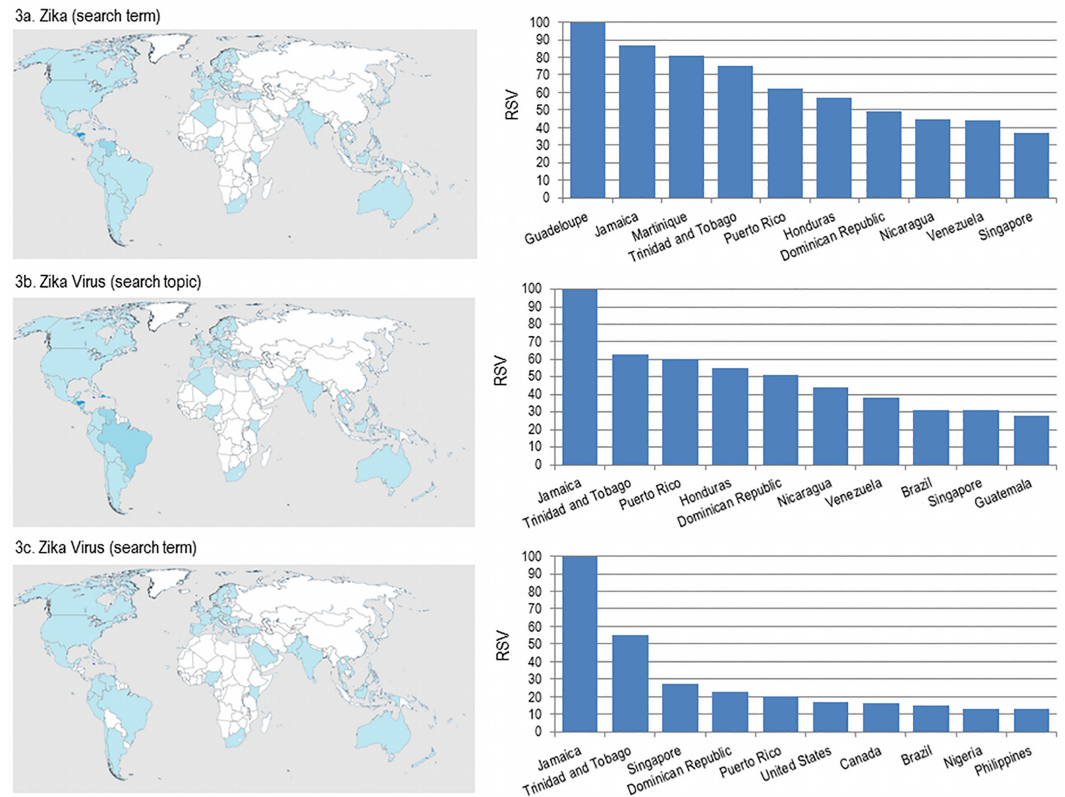 3a. Zika (search term)
RSV
100
90
80
70
60
50
40
30
20
10
0
Guadeloupe
Jamaica
Martinique
Trinidad and Tobago
Puerto Rico
Honduras
Dominican Republic
Nicaragua
Venezuela
Singapore
3b. Zika Virus (search topic)
RSV
100
90
80
70
60
50
40
30
20
10
0
Jamaica
Trinidad and Tobago
Puerto Rico
Honduras
Dominican Republic
Nicaragua
Venezuela
Brazil
Singapore
Guatemala
3c. Zika Virus (search term)
RSV
100
90
80
70
60
50
40
30
20
10
0
Jamaica
Trinidad and Tobago
Singapore
Dominican Republic
Puerto Rico
United States
Canada
Brazil
Nigeria
Philippines